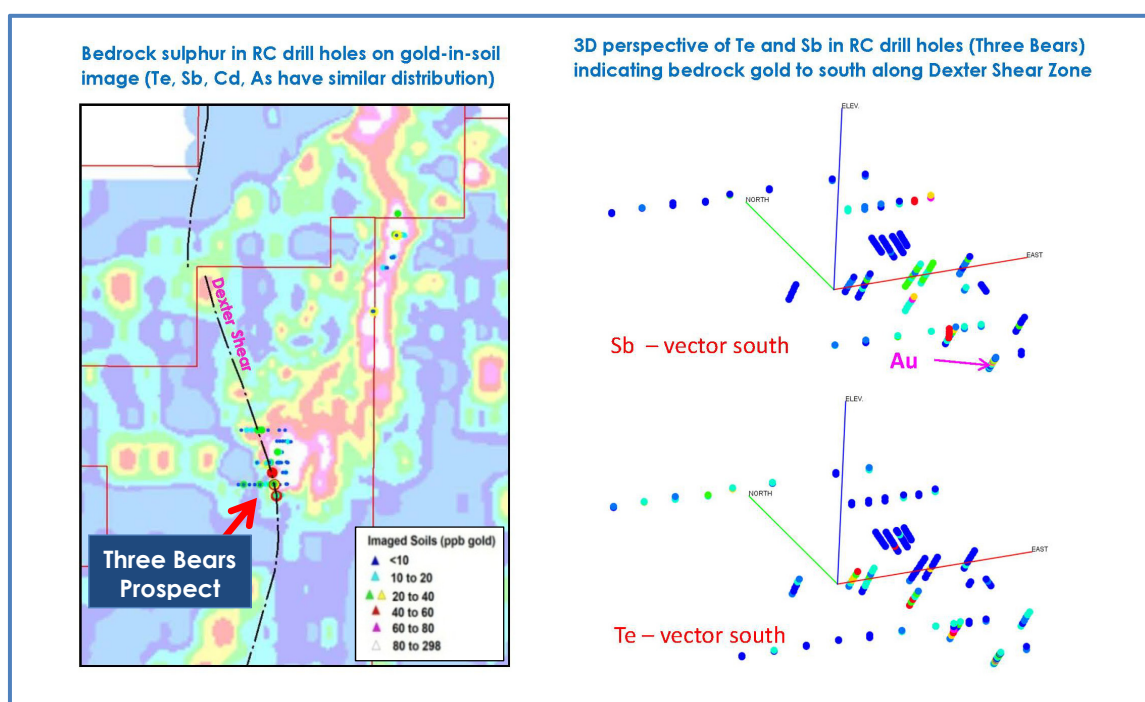 Bedrock sulphur in RC drill holes on gold-in-soil
image (Te, Sb, Cd, As have similar distribution)
Dexter Shear
Three Bears
Prospect
Imaged Soils (ppb gold)
<10
10 to 20
20 to 40
40 to 60
60 to 80
80 to 298
3D perspective of Te and Sb in RC drill holes (Three Bears)
indicating bedrock gold to south along Dexter Shear Zone
ELEV.
NORTH
EAST
Sb – vector south
Au
ELEV.
NORTH
EAST
Te – vector south